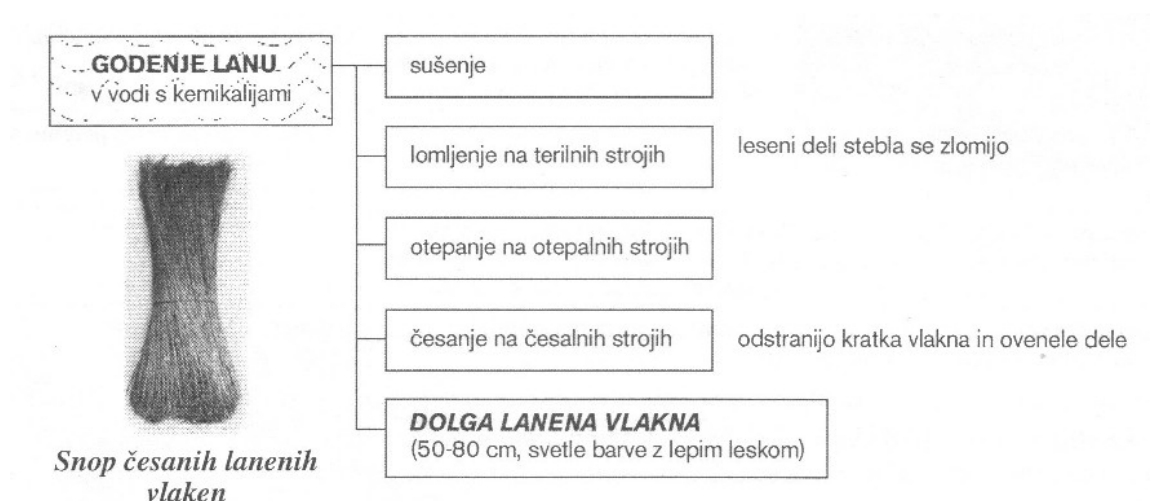 GODENJE LANU
v vodi s kemikalijami
sušenje
lomljenje na terilnih strojih
leseni deli stebla se zlomijo
otepanje na otepalnih strojih
česanje na česalnih strojih
odstranijo kratka vlakna in ovenele dele
DOLGA LANENA VLAKNA
(50-80 cm, svetle barve z lepim leskom)
Snop česanih lanenih
vlaken